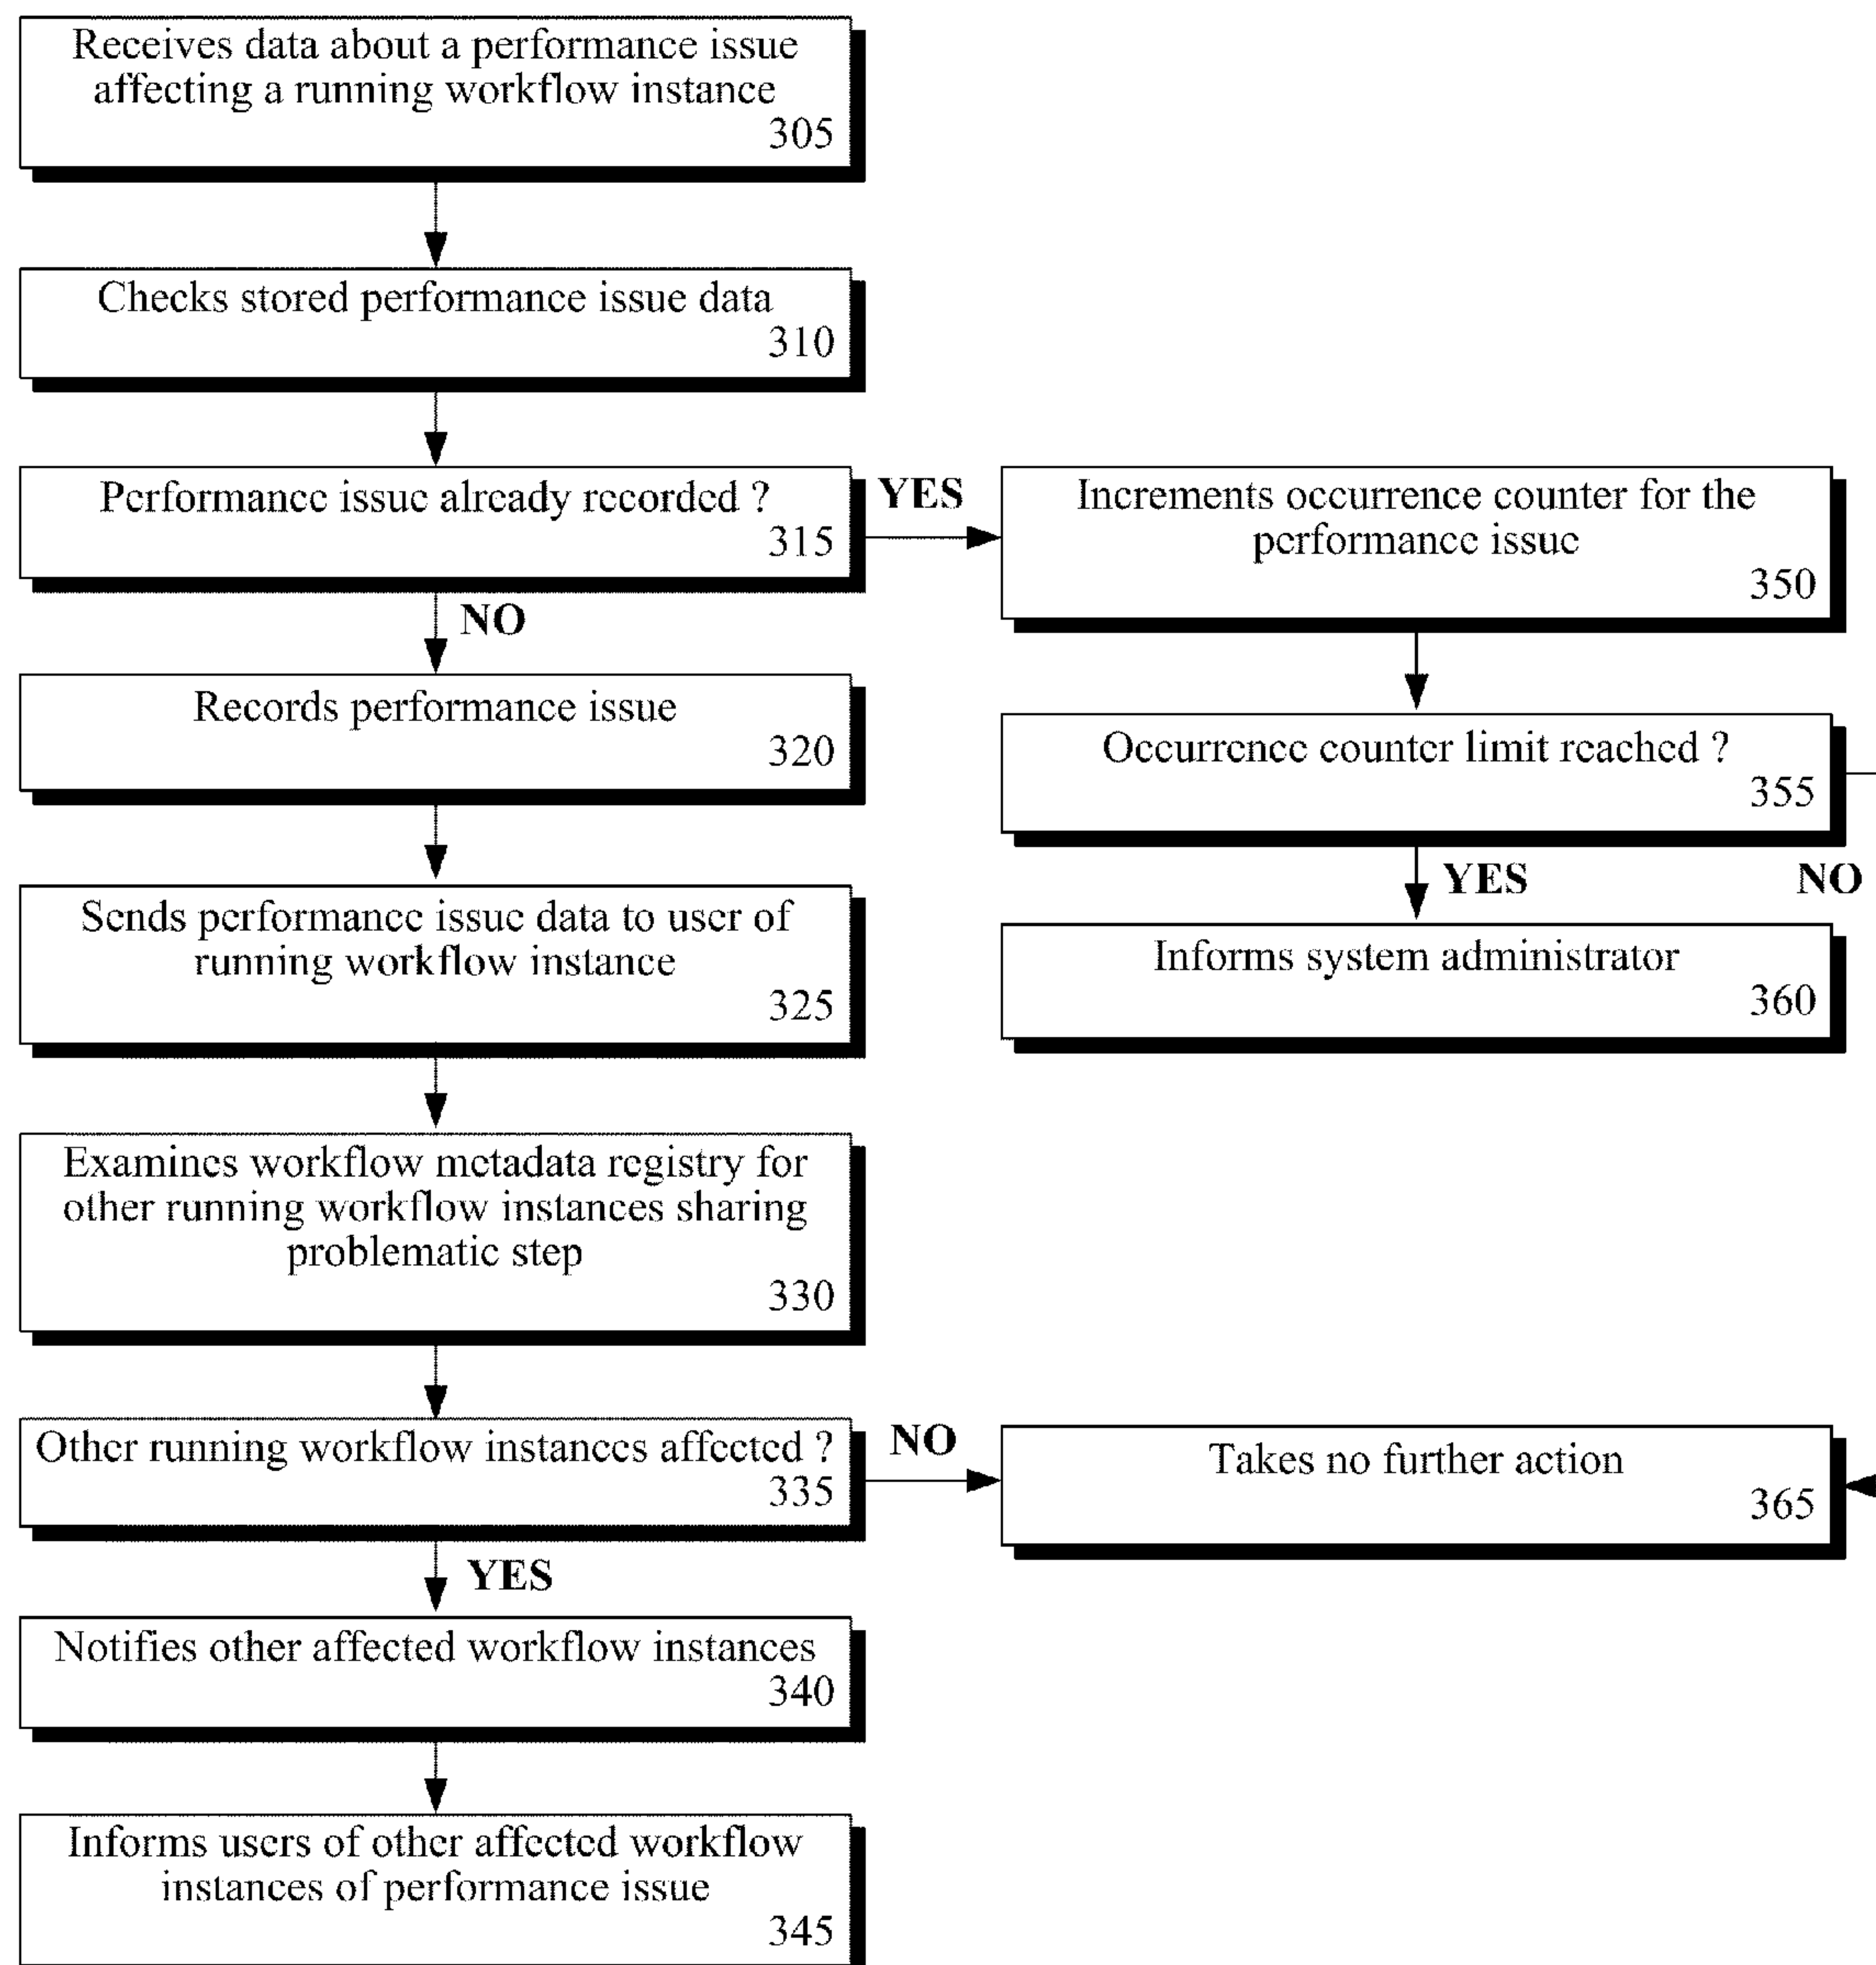 Receives data about a performance issue
affecting a running workflow instance
305
Checks stored performance issue data
310
Performance issue already recorded ?
315
YES
NO
Increments occurrence counter for the
performance issue
350
Records performance issue
320
Occurrence counter limit reached ?
355
YES
NO
Sends performance issue data to user of
running workflow instance
325
Informs system administrator
360
Examines workflow metadata registry for
other running workflow instances sharing
problematic step
330
Other running workflow instances affected ?
335
NO
YES
Takes no further action
365
Notifies other affected workflow instances
340
Informs users of other affected workflow
instances of performance issue
345